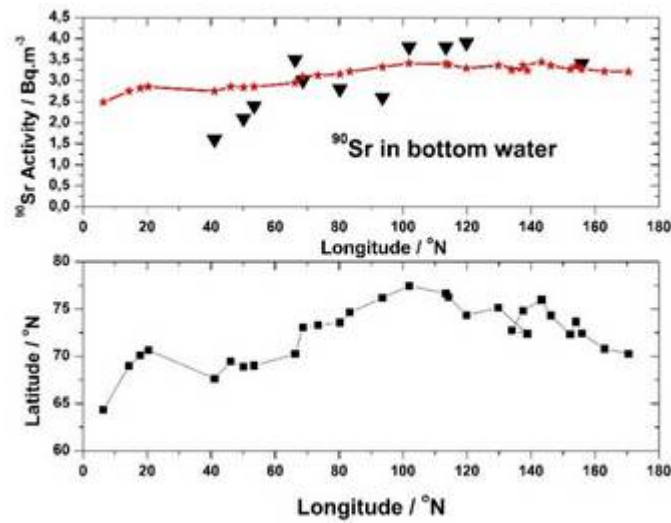 4,5
4,0
3,5
3,0
2,5
2,0
1,5
1,0
0,5
0,0
⁹⁰Sr Activity / Bq.m⁻³
⁹⁰Sr in bottom water
0 20 40 60 80 100 120 140 160 180
Longitude / °N
80
75
70
65
60
Latitude / °N
0 20 40 60 80 100 120 140 160 180
Longitude / °N